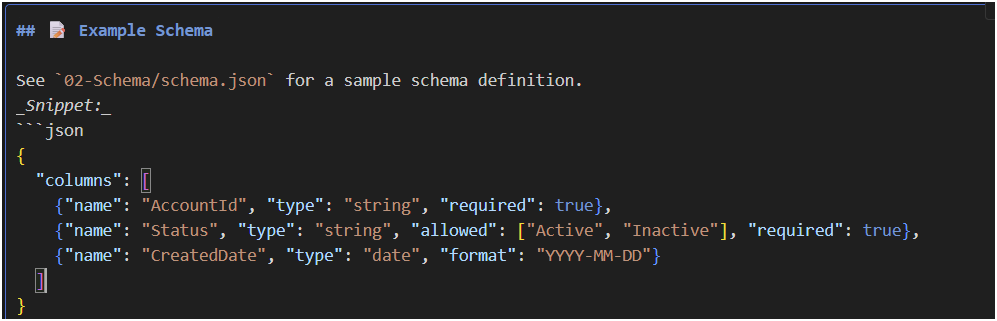 ## 📝 Example Schema
See `02-Schema/schema.json` for a sample schema definition.
_Snippet:_
```json
{
  "columns": [
    {"name": "AccountId", "type": "string", "required": true},
    {"name": "Status", "type": "string", "allowed": ["Active", "Inactive"], "required": true},
    {"name": "CreatedDate", "type": "date", "format": "YYYY-MM-DD"}
  ]
}